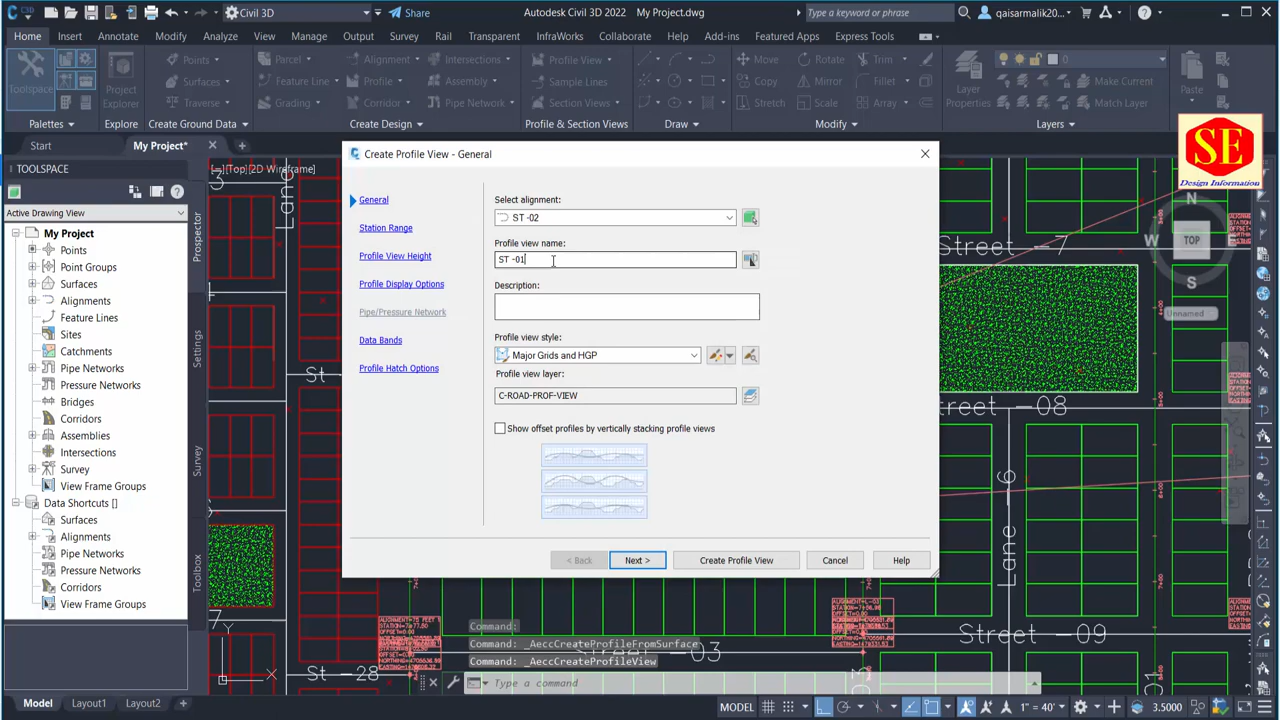 Civil 3D
Share
Autodesk Civil 3D 2022 My Project.dwg
Type a keyword or phrase
qaisarmalik20...
Home Insert Annotate Modify Analyze View Manage Output Survey Rail Transparent InfraWorks Collaborate Help Add-ins Featured Apps Express Tools
Toolspace
Project Explorer
Points
Surfaces
Traverse
Parcel
Feature Line
Grading
Alignment
Profile
Corridor
Intersections
Assembly
Pipe Network
Profile View
Sample Lines
Section Views
Move
Copy
Stretch
Rotate
Mirror
Scale
Trim
Fillet
Array
Layer Properties
0
Make Current
Match Layer
Palettes Explore Create Ground Data Create Design Profile & Section Views Draw Modify Layers
Start My Project*
SE
Design Information
TOOLSPACE
Active Drawing View
My Project
Points
Point Groups
Surfaces
Alignments
Feature Lines
Sites
Catchments
Pipe Networks
Pressure Networks
Bridges
Corridors
Assemblies
Intersections
Survey
View Frame Groups
Data Shortcuts []
Surfaces
Alignments
Pipe Networks
Pressure Networks
Corridors
View Frame Groups
Prospector
Settings
Survey
Toolbox
[−][Top][2D Wireframe]
Lane
3
St
7
Y
X
St -28
Create Profile View - General
General
Station Range
Profile View Height
Profile Display Options
Pipe/Pressure Network
Data Bands
Profile Hatch Options
Select alignment:
ST -02
Profile view name:
ST -01
Description:
Profile view style:
Major Grids and HGP
Profile view layer:
C-ROAD-PROF-VIEW
Show offset profiles by vertically stacking profile views
< Back
Next >
Create Profile View
Cancel
Help
N
W TOP
S
Unnamed
Street -7
Street -08
Lane -6
Street -09
-03
Command:
Command: _AeccCreateProfileFromSurface
Command: _AeccCreateProfileView
Type a command
Model Layout1 Layout2
MODEL
1" = 40'
3.5000